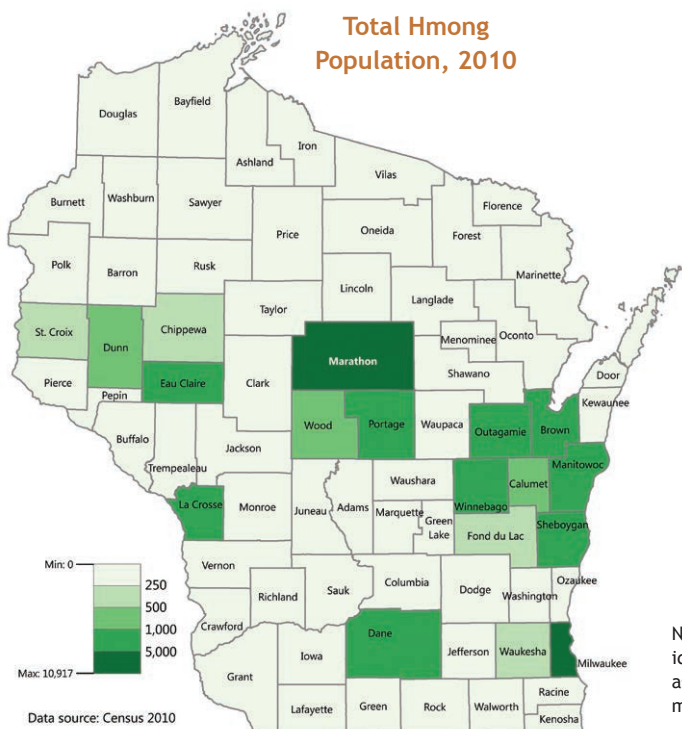 Total Hmong
Population, 2010
Douglas
Bayfield
Iron
Ashland
Vilas
Burnett
Washburn
Sawyer
Florence
Price
Oneida
Forest
Polk
Barron
Rusk
Marinette
Lincoln
Langlade
Taylor
St. Croix
Chippewa
Dunn
Menominee
Oconto
Marathon
Shawano
Door
Pierce
Eau Claire
Clark
Pepin
Kewaunee
Wood
Portage
Waupaca
Outagamie
Brown
Buffalo
Trempealeau
Jackson
Manitowoc
Waushara
Calumet
La Crosse
Monroe
Juneau
Adams
Marquette
Green
Lake
Winnebago
Sheboygan
Fond du Lac
Vernon
Min: 0
250
500
1,000
5,000
Max: 10,917
Richland
Sauk
Columbia
Dodge
Washington
Ozaukee
Crawford
Dane
Iowa
Jefferson
Waukesha
Milwaukee
Grant
Lafayette
Green
Rock
Walworth
Racine
Kenosha
Data source: Census 2010